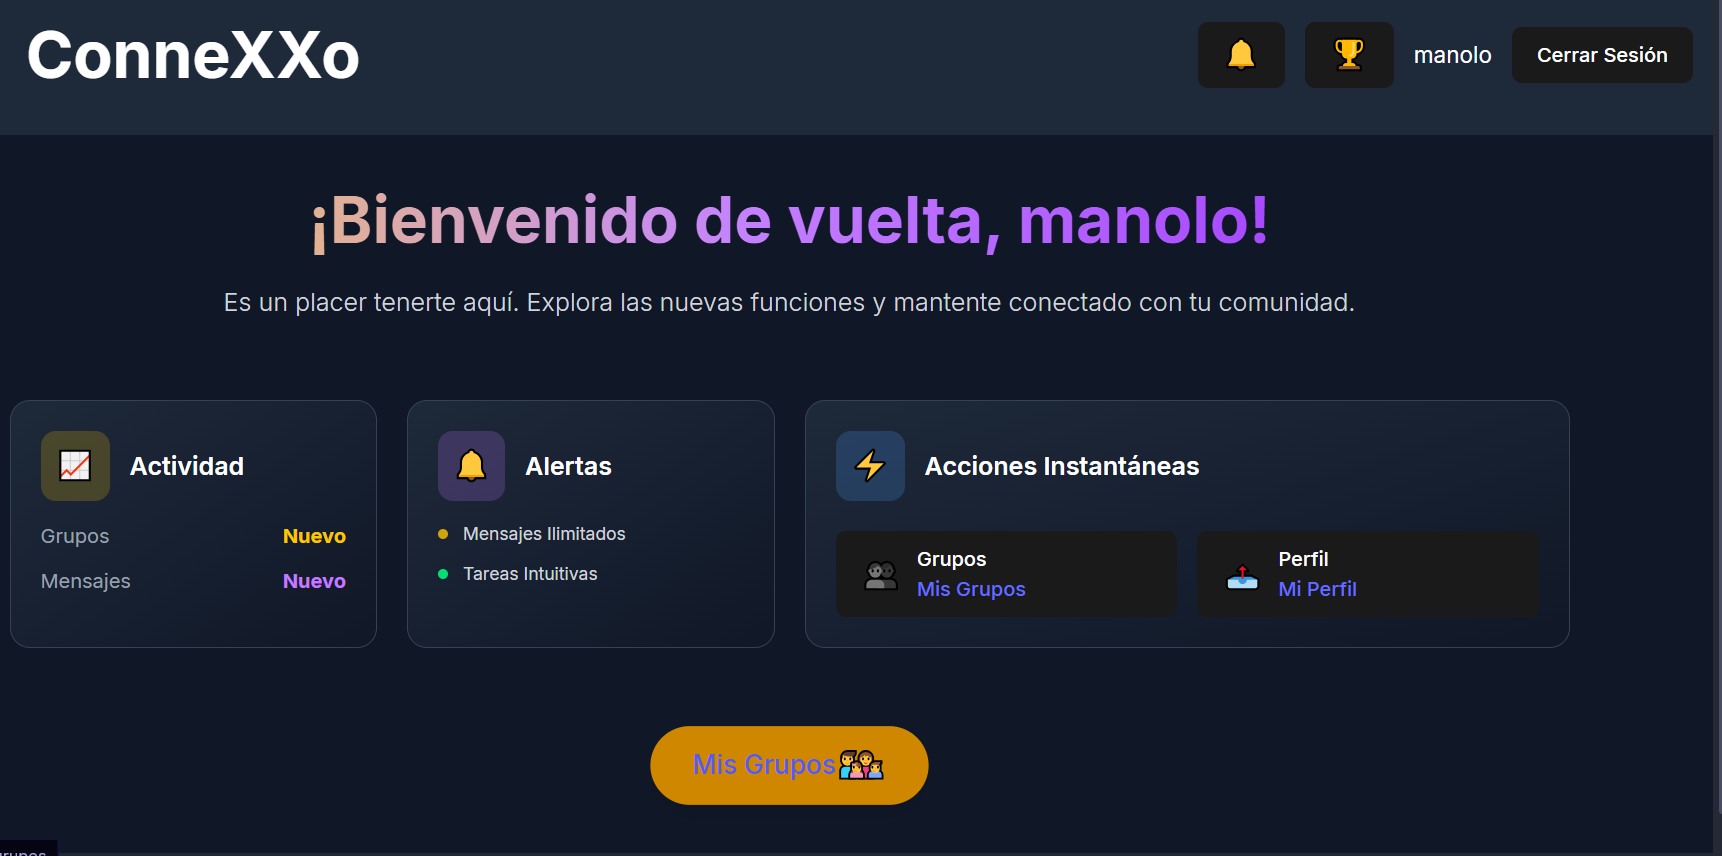 ConneXXo
manolo
Cerrar Sesión
¡Bienvenido de vuelta, manolo!
Es un placer tenerte aquí. Explora las nuevas funciones y mantente conectado con tu comunidad.
Actividad
Grupos Nuevo
Mensajes Nuevo
Alertas
Mensajes Ilimitados
Tareas Intuitivas
Acciones Instantáneas
Grupos
Mis Grupos
Perfil
Mi Perfil
Mis Grupos